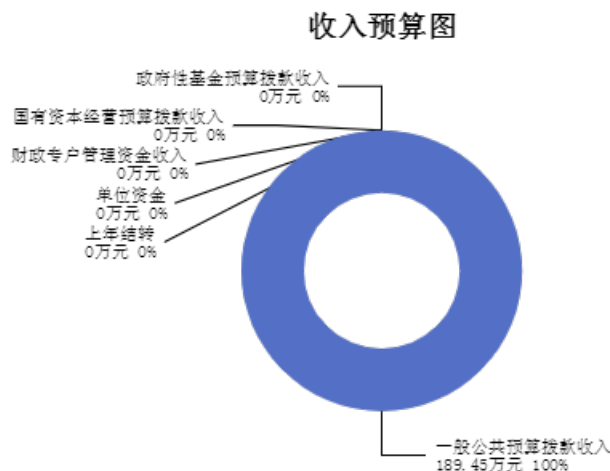 收入预算图
政府性基金预算拨款收入
0万元 0%
国有资本经营预算拨款收入
0万元 0%
财政专户管理资金收入
0万元 0%
单位资金
0万元 0%
上年结转
0万元 0%
一般公共预算拨款收入
189.45万元 100%